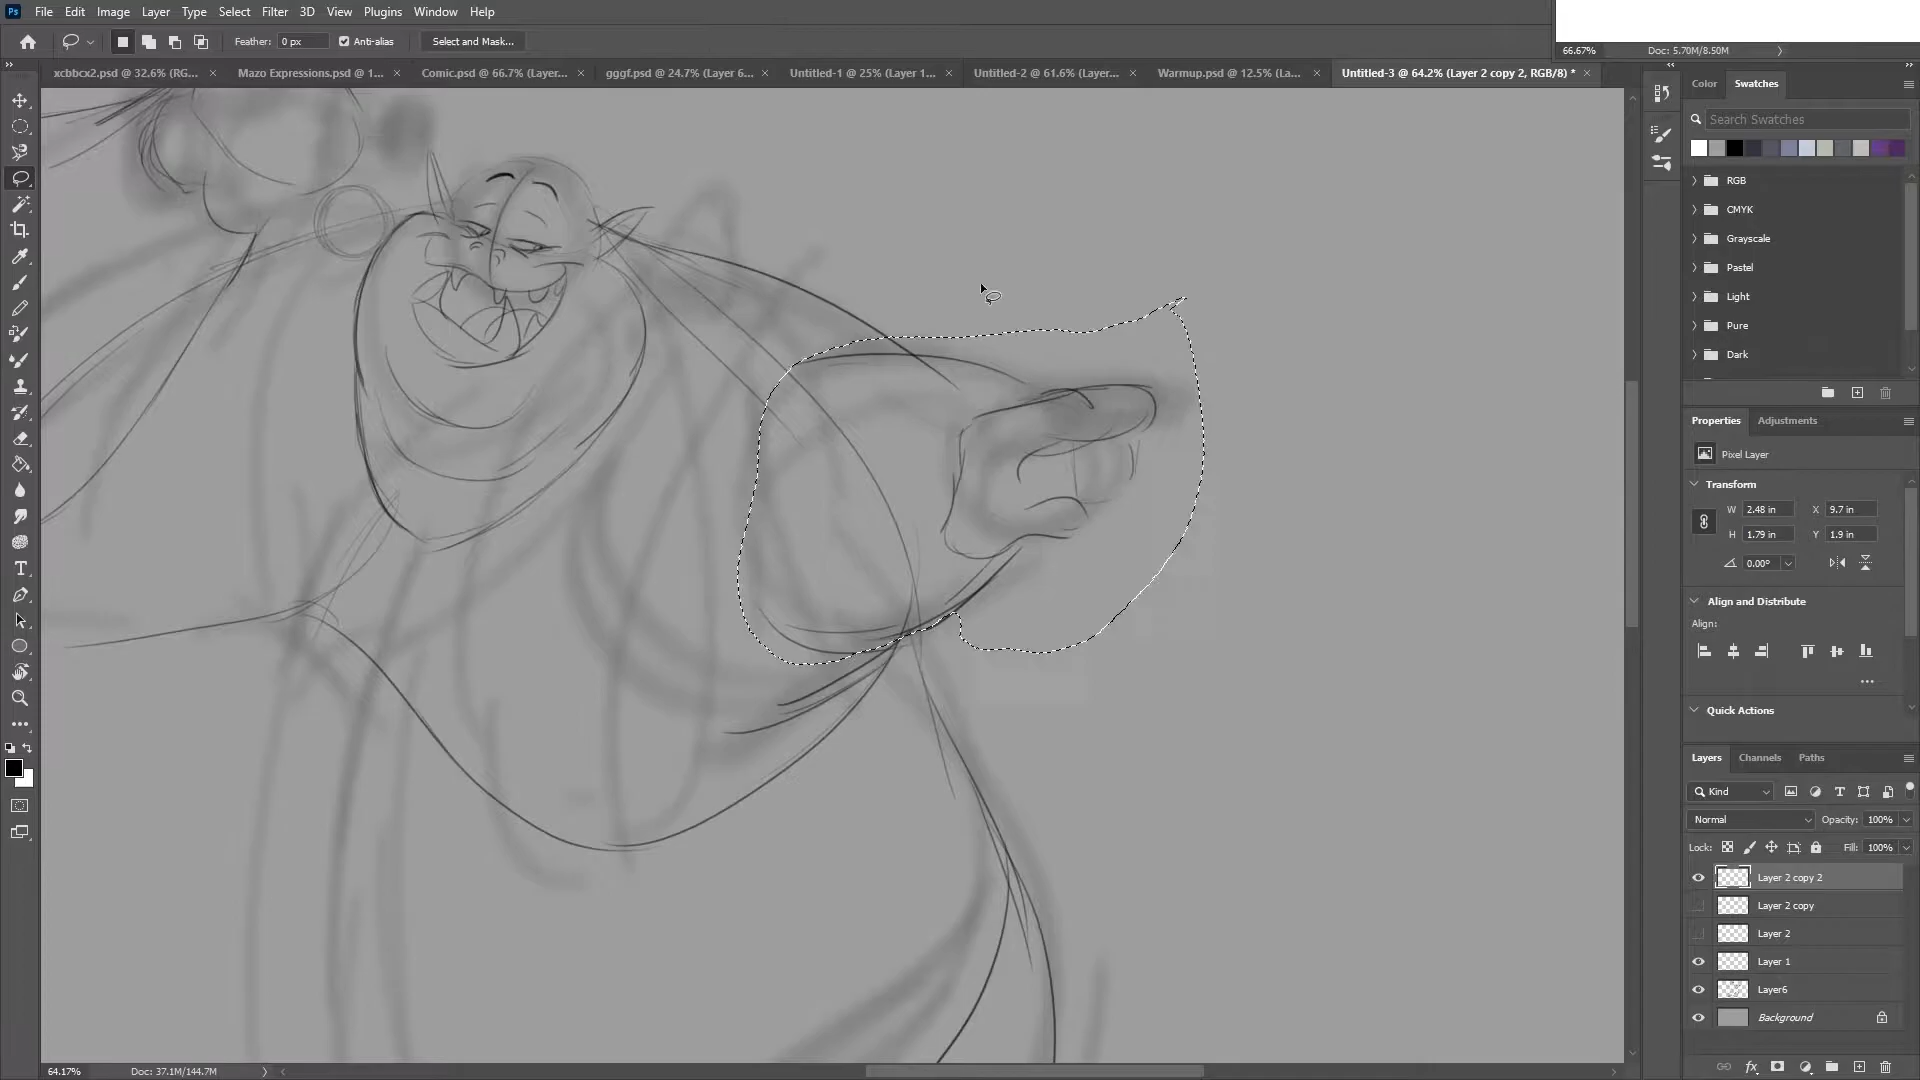 Ps File Edit Image Layer Type Select Filter 3D View Plugins Window Help
Feather: 0 px Anti-alias Select and Mask...
66.67% Doc: 5.70M/8.50M
xcbbcx2.psd @ 32.6% (RG... Mazo Expressions.psd @ 1... Comic.psd @ 66.7% (Layer... gggf.psd @ 24.7% (Layer 6... Untitled-1 @ 25% (Layer 1... Untitled-2 @ 61.6% (Layer... Warmup.psd @ 12.5% (La... Untitled-3 @ 64.2% (Layer 2 copy 2, RGB/8) *
Color Swatches
Search Swatches
RGB
CMYK
Grayscale
Pastel
Light
Pure
Dark
Properties Adjustments
Pixel Layer
Transform
W 2.48 in X 9.7 in
H 1.79 in Y 1.9 in
0.00°
Align and Distribute
Align:
Quick Actions
Layers Channels Paths
Kind
Normal Opacity: 100%
Lock: Fill: 100%
Layer 2 copy 2
Layer 2 copy
Layer 2
Layer 1
Layer6
Background
64.17% Doc: 37.1M/144.7M